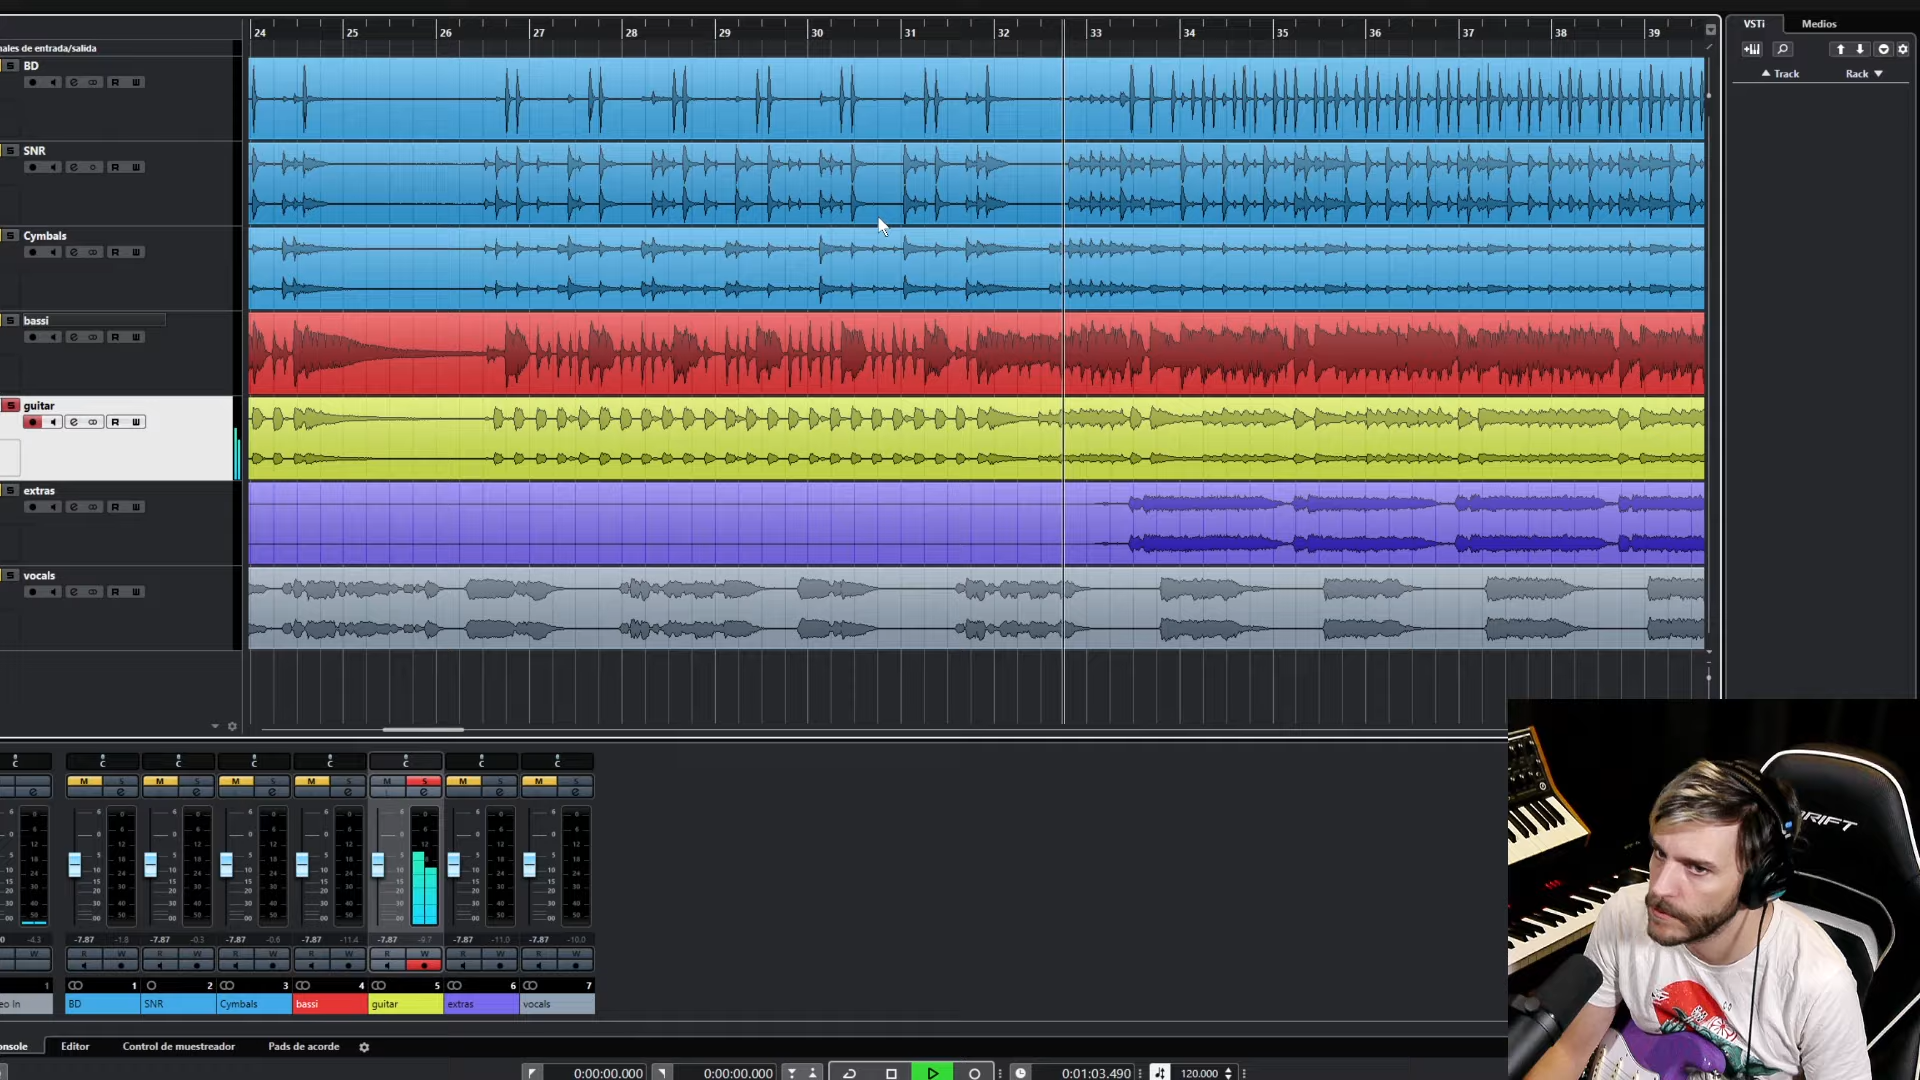 24 25 26 27 28 29 30 31 32 33 34 35 36 37 38 39
VSTi Medios
nales de entrada/salida
Track Rack
S BD
R W
S SNR
R W
S Cymbals
R W
S bassi
R W
S guitar
R W
S extras
R W
S vocals
R W
C C C C C C C C
M S M S M S M S M S M S M S
-4.3 -7.87 -1.8 -7.87 -0.3 -7.87 -0.6 -7.87 -11.4 -7.87 -9.7 -7.87 -11.0 -7.87 -10.0
W R W R W R W R W R W R W R W
1 1 2 3 4 5 6 7
eo In BD SNR Cymbals bassi guitar extras vocals
onsole Editor Control de muestreador Pads de acorde
0:00:00.000 0:00:00.000 0:01:03.490 120.000